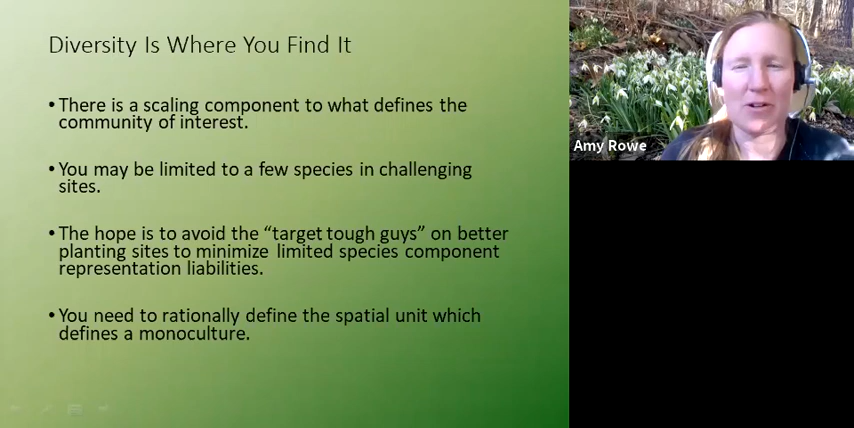 Diversity Is Where You Find It
• There is a scaling component to what defines the
community of interest.
• You may be limited to a few species in challenging
sites.
• The hope is to avoid the “target tough guys” on better
planting sites to minimize limited species component
representation liabilities.
• You need to rationally define the spatial unit which
defines a monoculture.
Amy Rowe